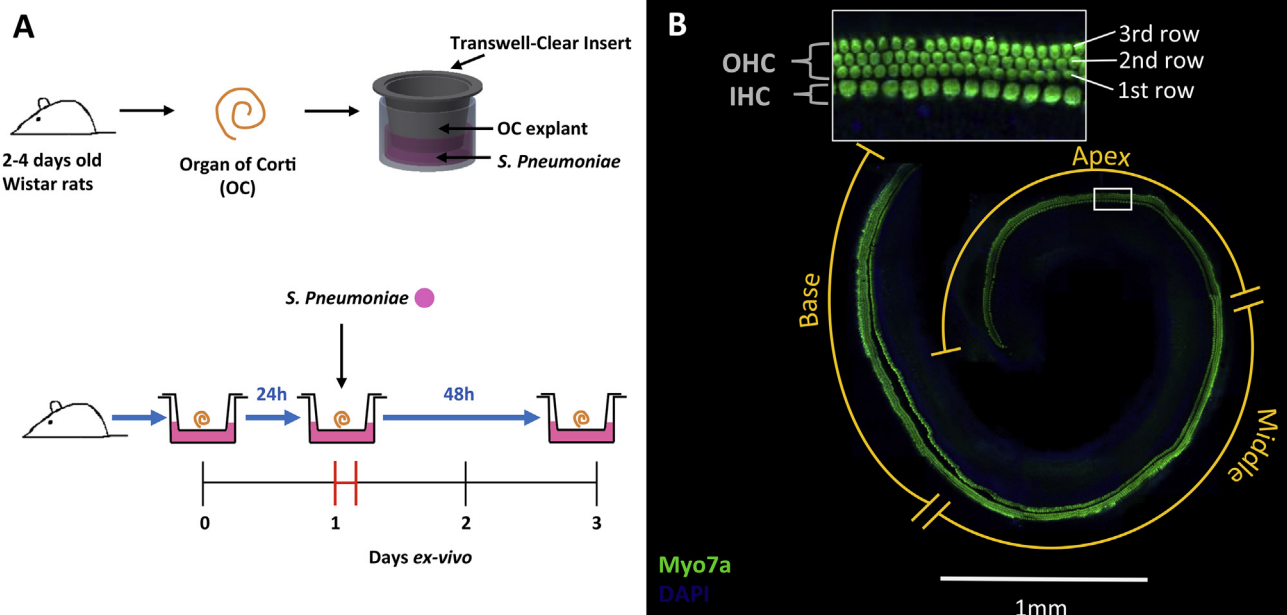 A
Transwell-Clear Insert
OC explant
S. Pneumoniae
2-4 days old
Wistar rats
Organ of Corti
(OC)
S. Pneumoniae
24h
48h
0
1
2
3
Days ex-vivo
B
OHC
IHC
3rd row
2nd row
1st row
Apex
Base
Middle
Myo7a
DAPI
1mm